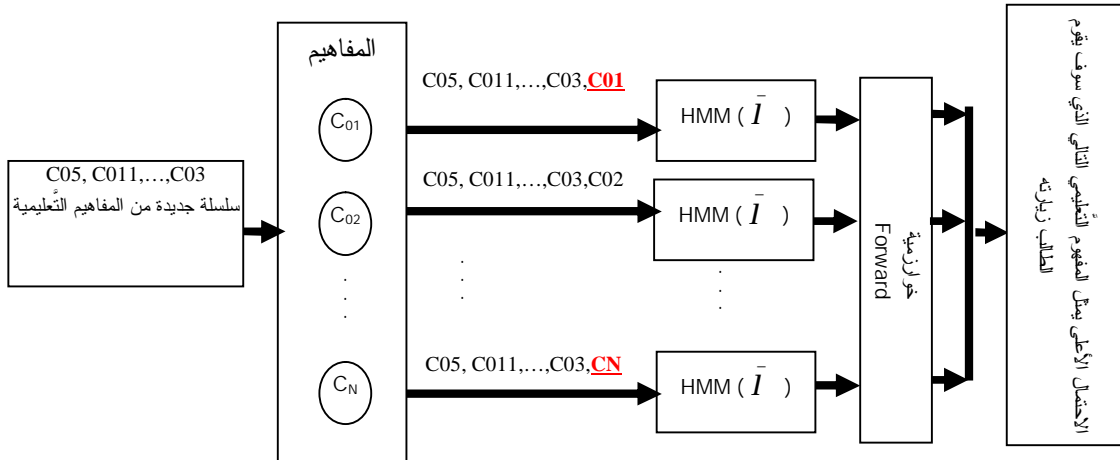 C05, C011,…,C03
سلسلة جديدة من المفاهيم التَّعليمية
المفاهيم
C01
C02
. . .
CN
C05, C011,…,C03,C01
C05, C011,…,C03,C02
. . .
C05, C011,…,C03,CN
HMM ( l̄ )
HMM ( l̄ )
. . .
HMM ( l̄ )
خوارزمية
Forward
الاحتمال الأعلى يمثل المفهوم التَّعليمي التالي الذي سوف يقوم
الطالب زيارته